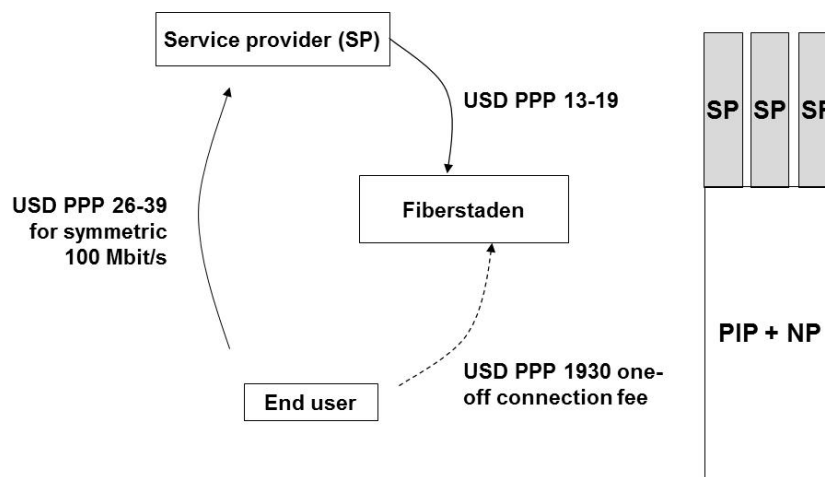 Service provider (SP)
USD PPP 13-19
SP SP SP
USD PPP 26-39
for symmetric
100 Mbit/s
Fiberstaden
PIP + NP
USD PPP 1930 one-
off connection fee
End user